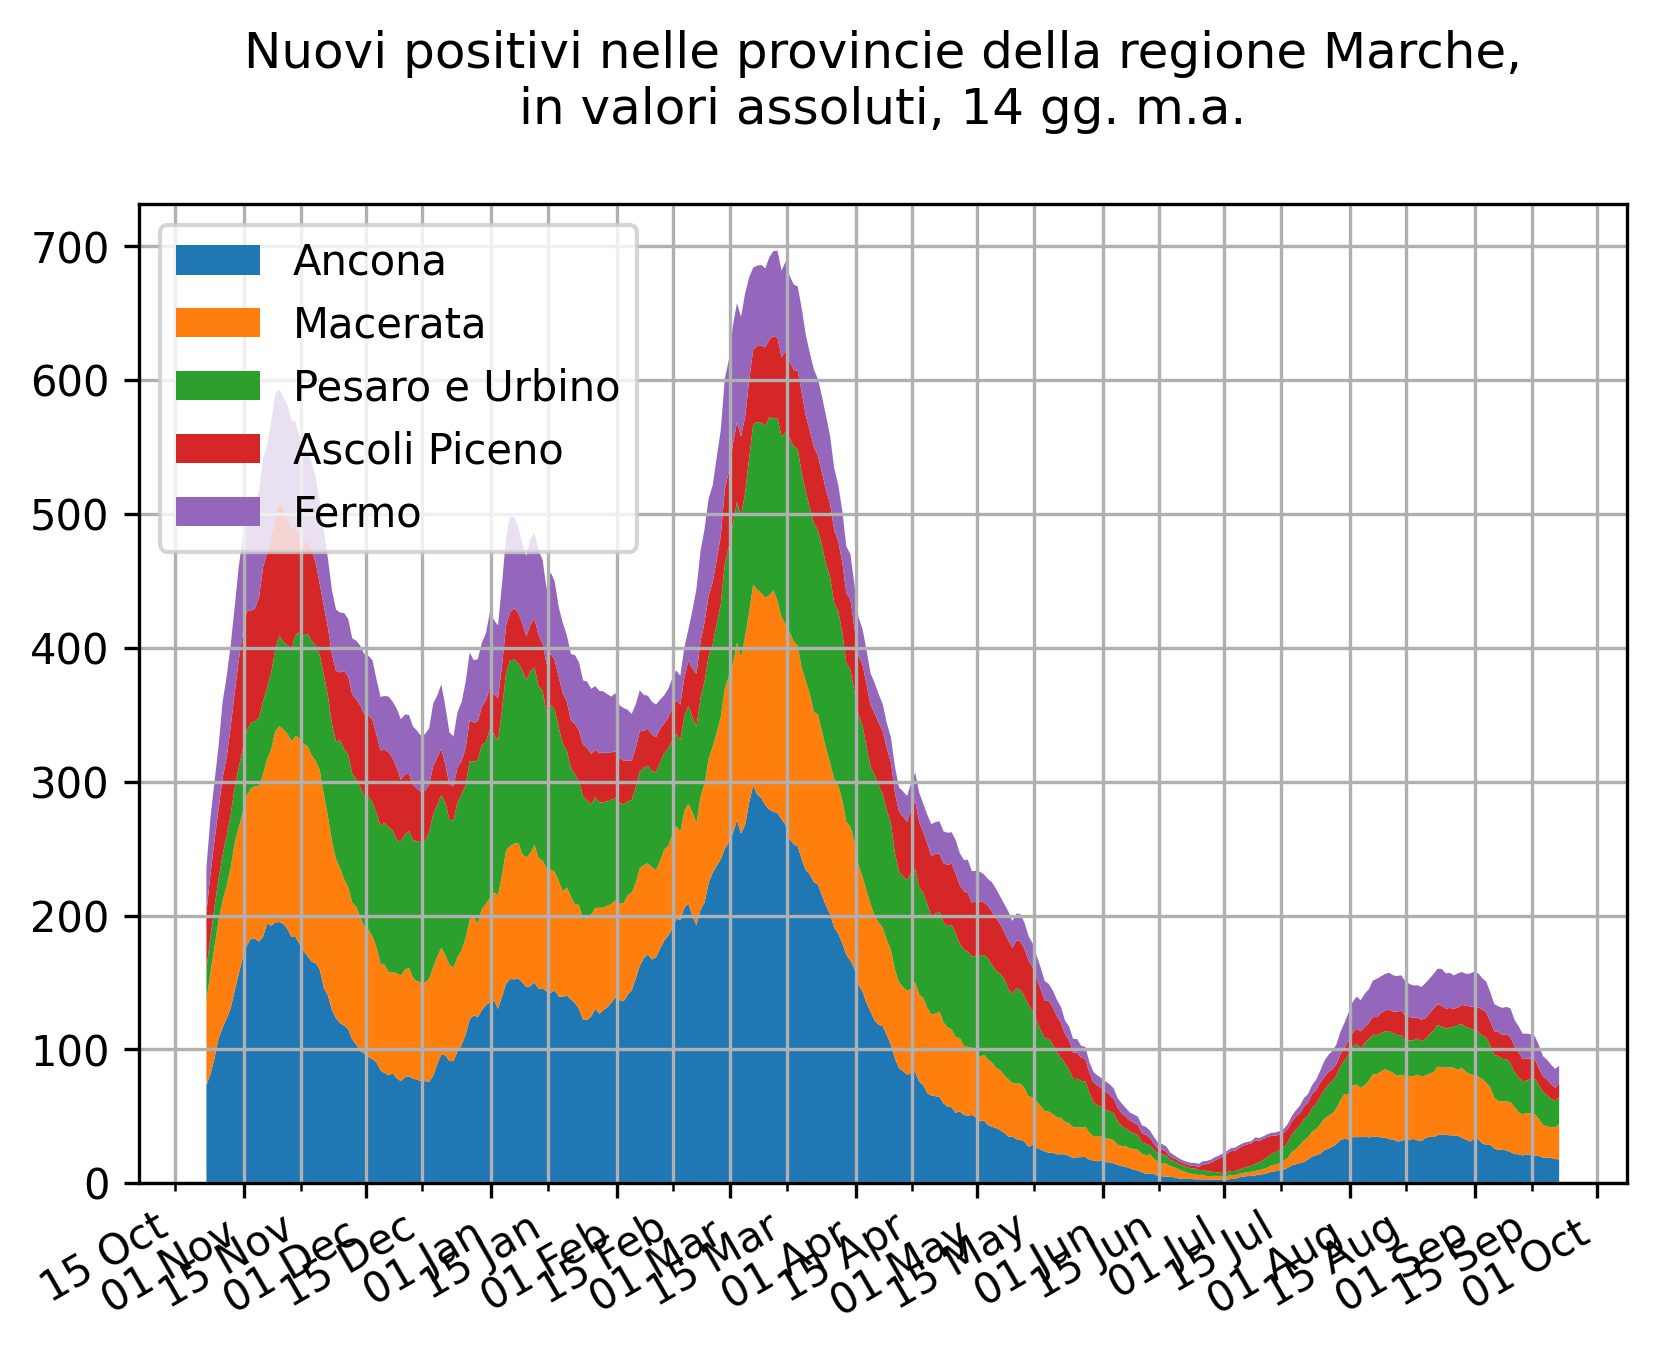 Nuovi positivi nelle provincie della regione Marche,
in valori assoluti, 14 gg. m.a.
700
600
500
400
300
200
100
0
Ancona
Macerata
Pesaro e Urbino
Ascoli Piceno
Fermo
15 Oct
01 Nov
15 Nov
01 Dec
15 Dec
01 Jan
15 Jan
01 Feb
15 Feb
01 Mar
15 Mar
01 Apr
15 Apr
01 May
15 May
01 Jun
15 Jun
01 Jul
15 Jul
01 Aug
15 Aug
01 Sep
15 Sep
01 Oct